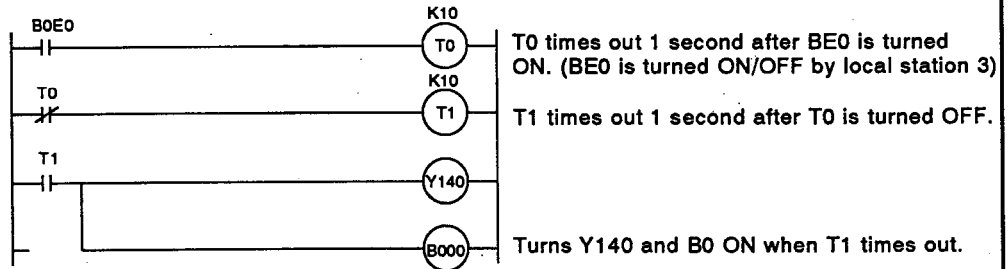 B0E0
K10
T0
T0 times out 1 second after BE0 is turned
ON. (BE0 is turned ON/OFF by local station 3)
T0
K10
T1
T1 times out 1 second after T0 is turned OFF.
T1
Y140
B000
Turns Y140 and B0 ON when T1 times out.